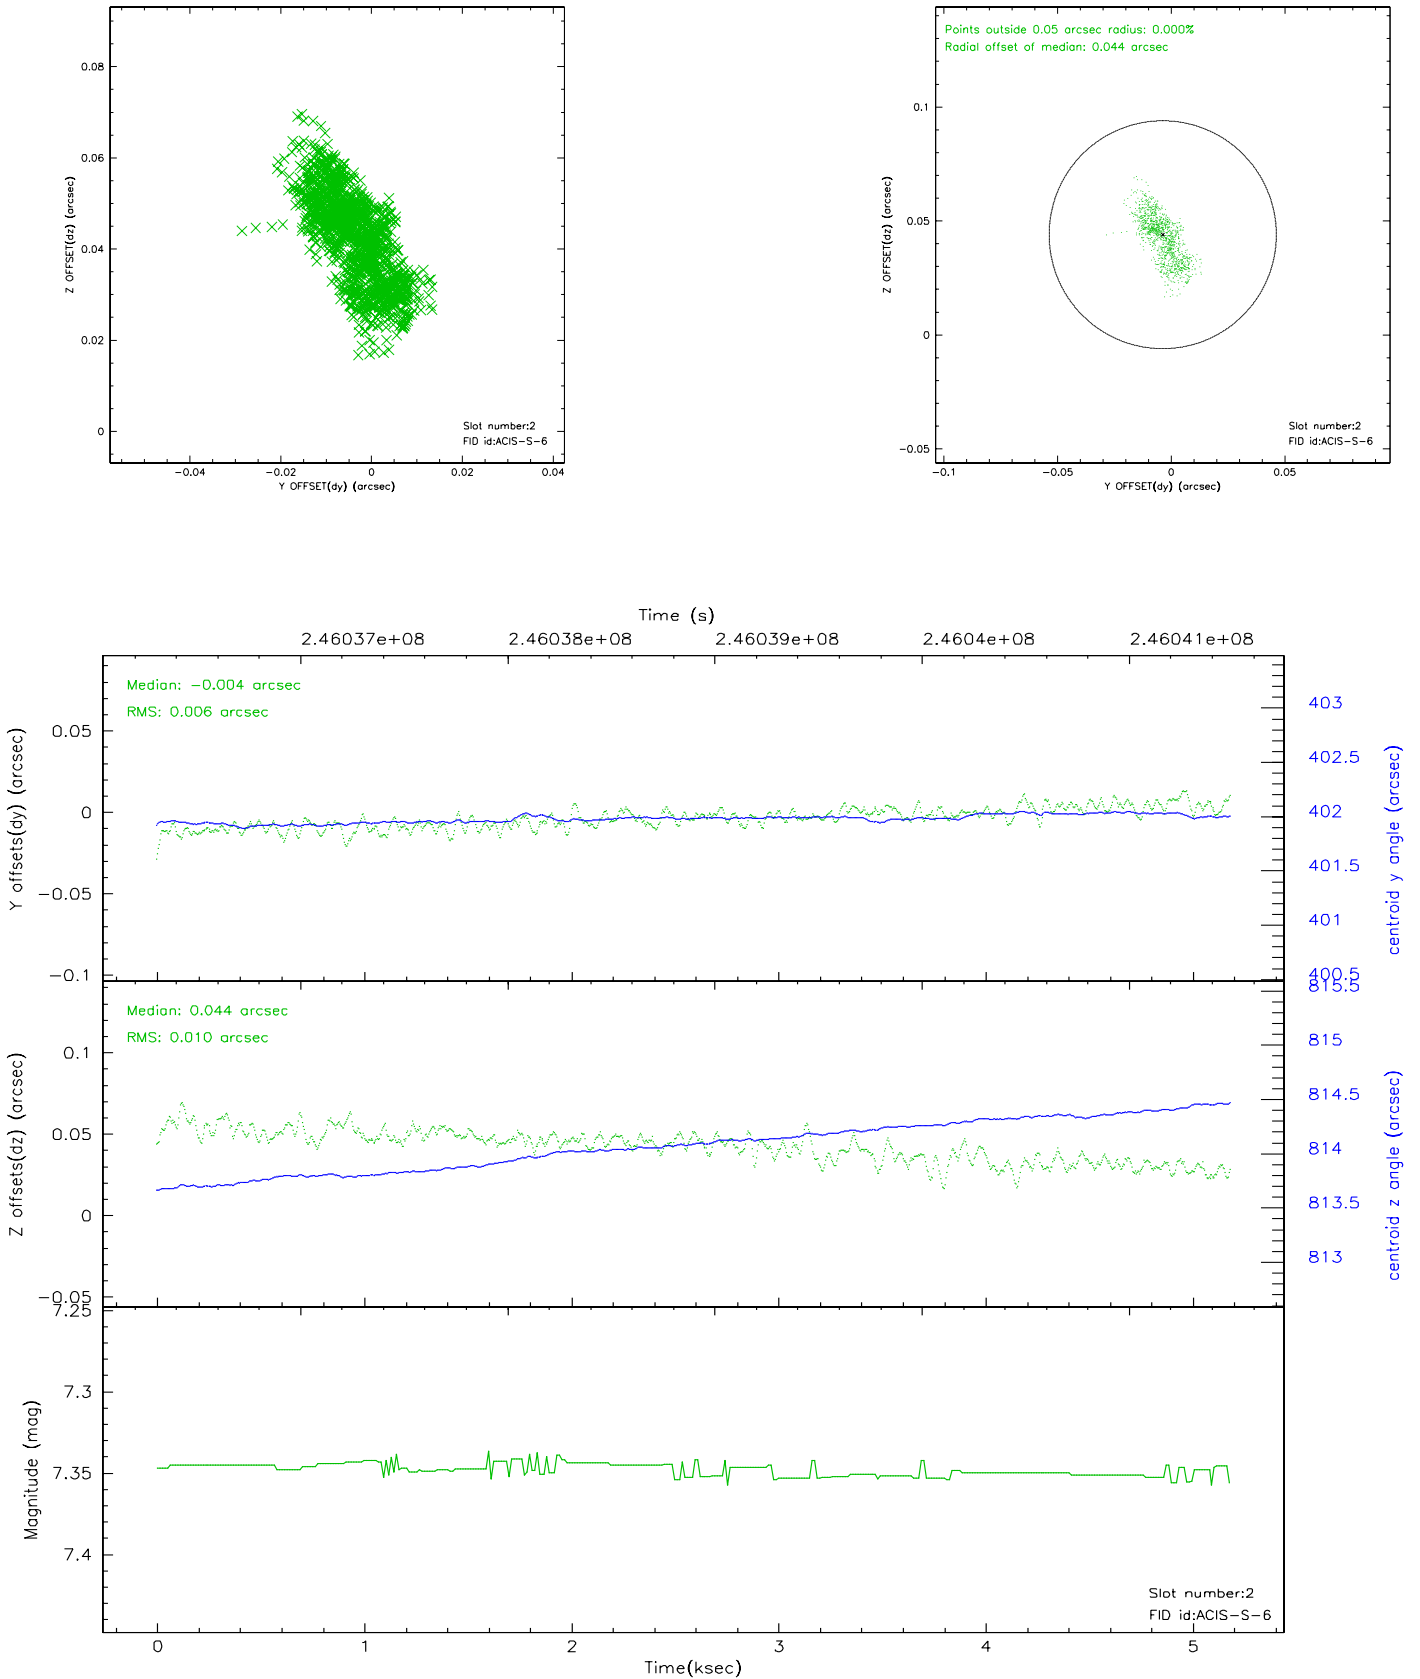 0.08
0.06
0.04
0.02
0
Z OFFSET(dz) (arcsec)
Slot number:2
FID id:ACIS-S-6
-0.04
-0.02
0
0.02
0.04
Y OFFSET(dy) (arcsec)
Points outside 0.05 arcsec radius: 0.000%
Radial offset of median: 0.044 arcsec
0.1
0.05
0
-0.05
Z OFFSET(dz) (arcsec)
Slot number:2
FID id:ACIS-S-6
-0.1
-0.05
0
0.05
Y OFFSET(dy) (arcsec)
Time (s)
2.46037e+08
2.46038e+08
2.46039e+08
2.4604e+08
2.46041e+08
Median: -0.004 arcsec
RMS: 0.006 arcsec
0.05
0
-0.05
-0.1
Y offsets(dy) (arcsec)
403
402.5
402
401.5
401
400.5
centroid y angle (arcsec)
Median: 0.044 arcsec
RMS: 0.010 arcsec
0.1
0.05
0
-0.05
Z offsets(dz) (arcsec)
815.5
815
814.5
814
813.5
813
centroid z angle (arcsec)
7.25
7.3
7.35
7.4
Magnitude (mag)
Slot number:2
FID id:ACIS-S-6
0
1
2
3
4
5
Time(ksec)